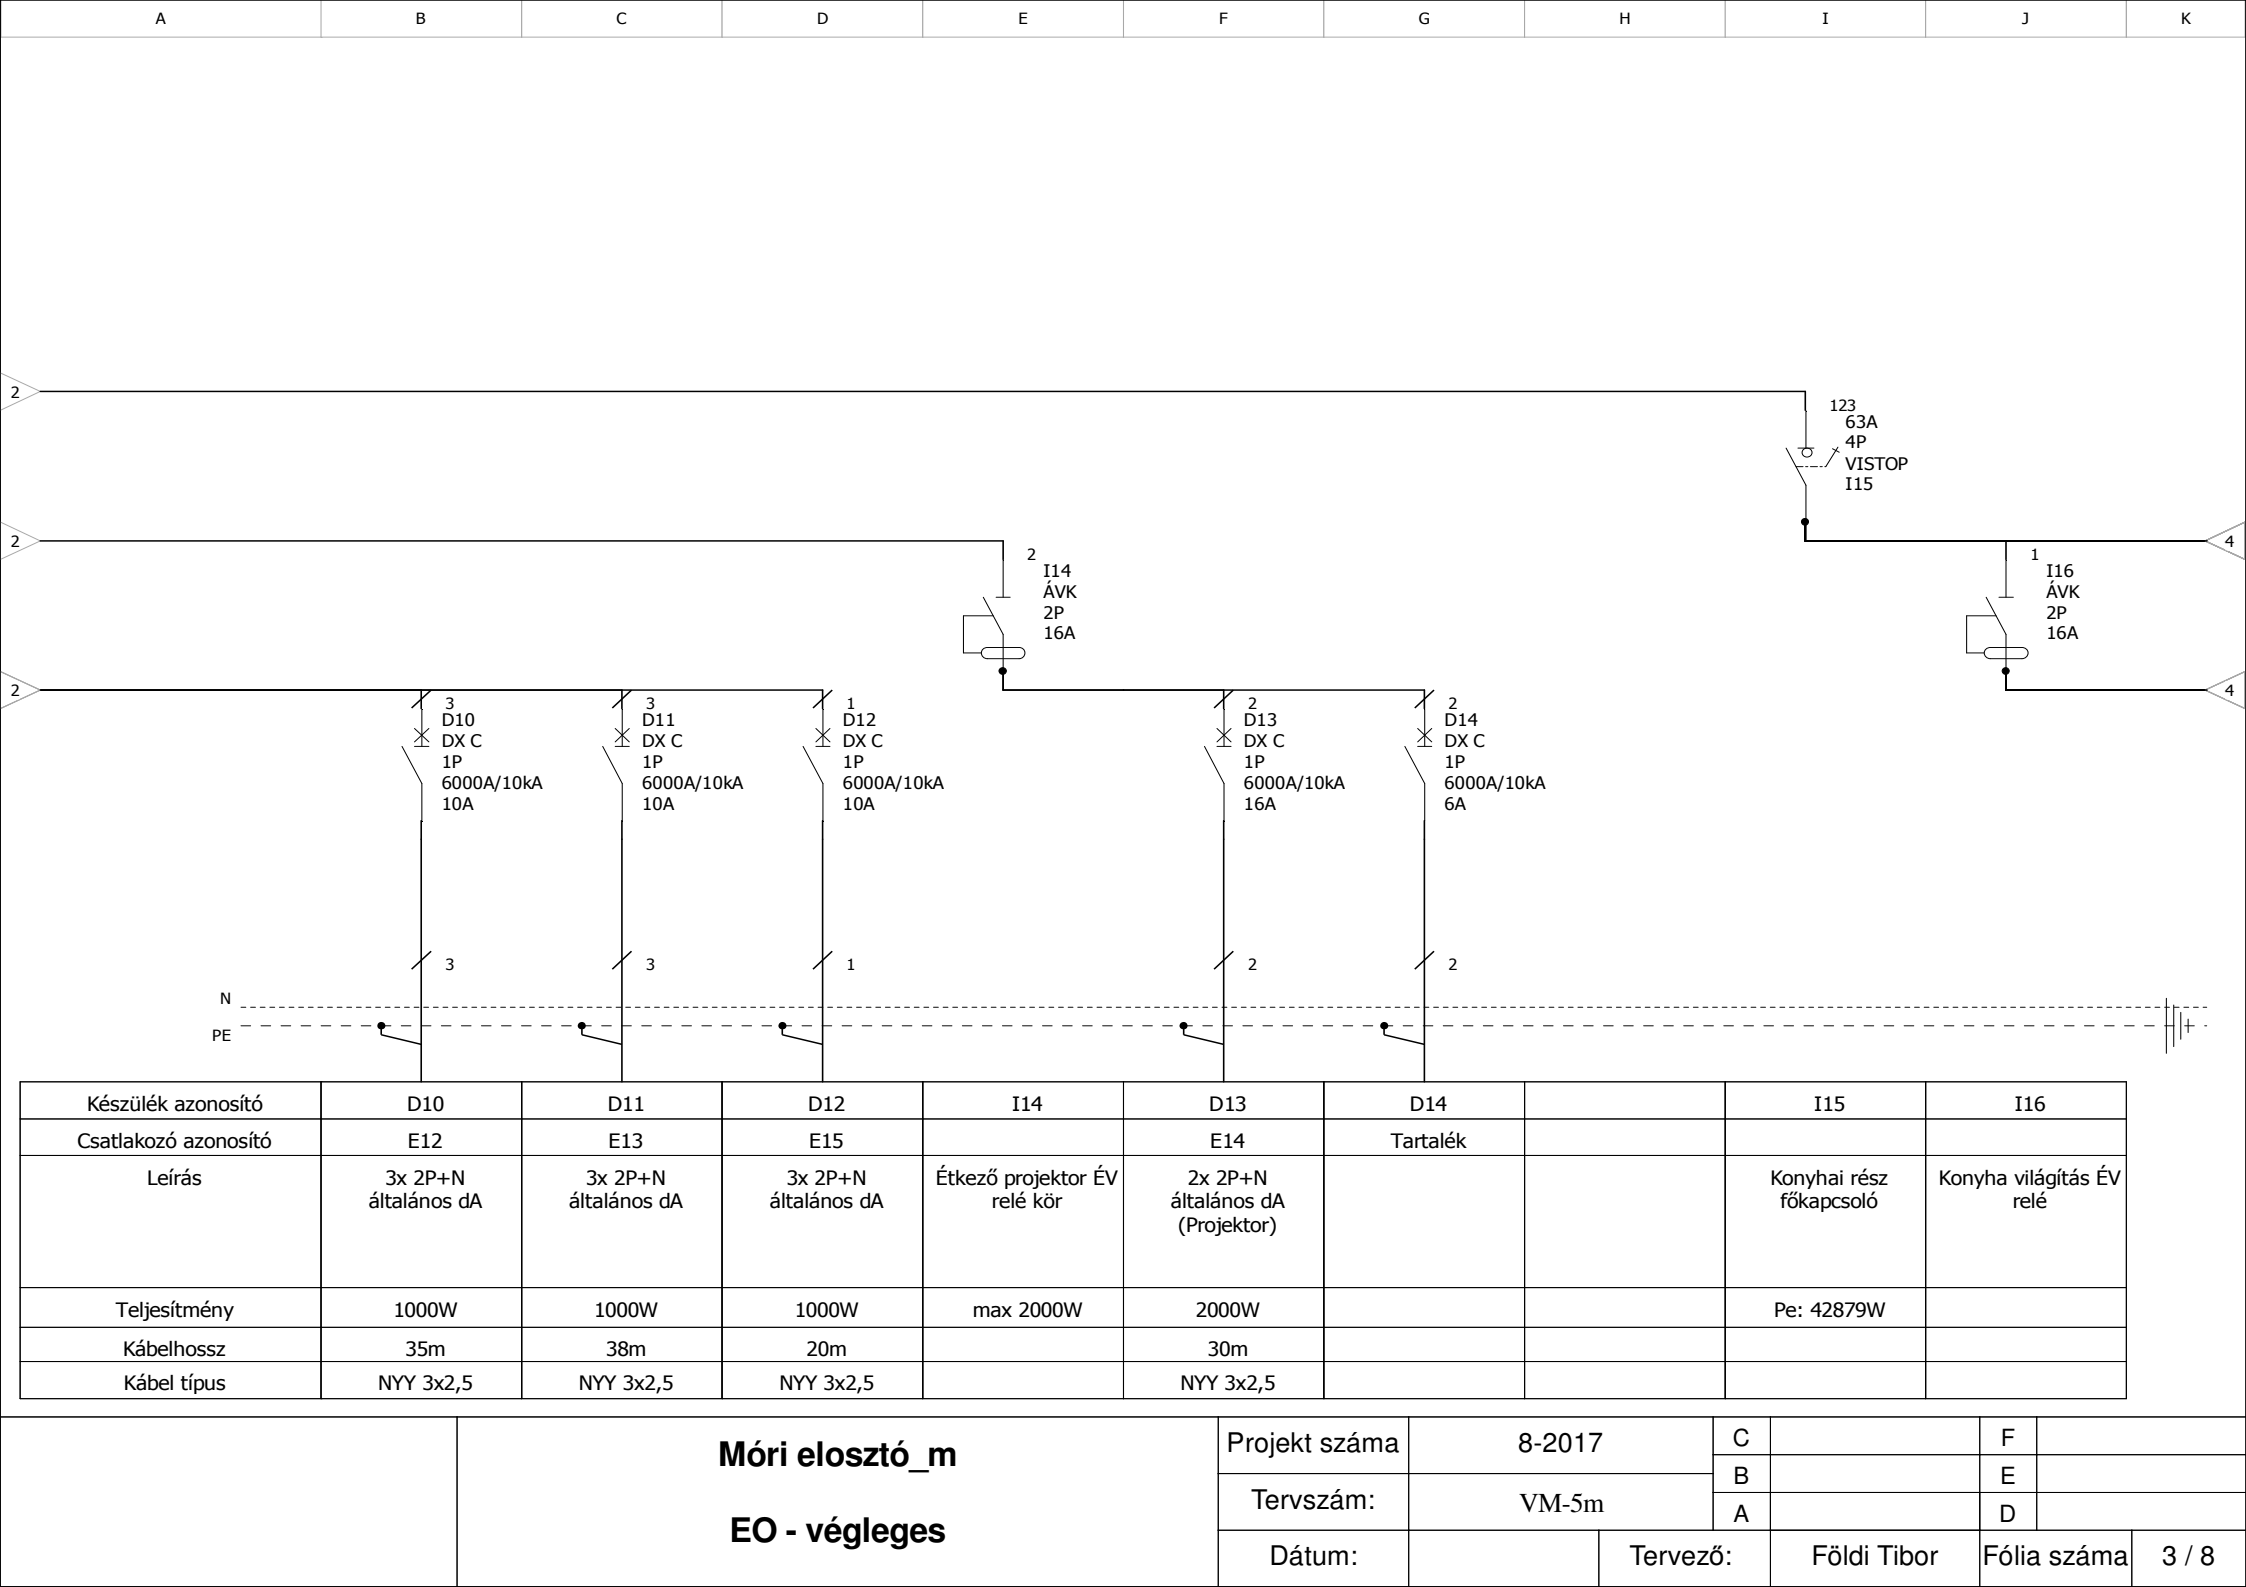 A B C D E F G H I J K
2
123
63A
4P
VISTOP
I15
2
4
2
I14
ÁVK
2P
16A
1
I16
ÁVK
2P
16A
2
4
3
D10
DX C
1P
6000A/10kA
10A
3
D11
DX C
1P
6000A/10kA
10A
1
D12
DX C
1P
6000A/10kA
10A
2
D13
DX C
1P
6000A/10kA
16A
2
D14
DX C
1P
6000A/10kA
6A
3 3 1 2 2
N
PE
Készülék azonosító D10 D11 D12 I14 D13 D14 I15 I16
Csatlakozó azonosító E12 E13 E15 E14 Tartalék
Leírás
3x 2P+N
általános dA
3x 2P+N
általános dA
3x 2P+N
általános dA
Étkező projektor ÉV
relé kör
2x 2P+N
általános dA
(Projektor)
Konyhai rész
főkapcsoló
Konyha világítás ÉV
relé
Teljesítmény 1000W 1000W 1000W max 2000W 2000W Pe: 42879W
Kábelhossz 35m 38m 20m 30m
Kábel típus NYY 3x2,5 NYY 3x2,5 NYY 3x2,5 NYY 3x2,5
Móri elosztó_m
EO - végleges
Projekt száma 8-2017
Tervszám: VM-5m
C F
B E
A D
Dátum: Tervező: Földi Tibor Fólia száma 3 / 8